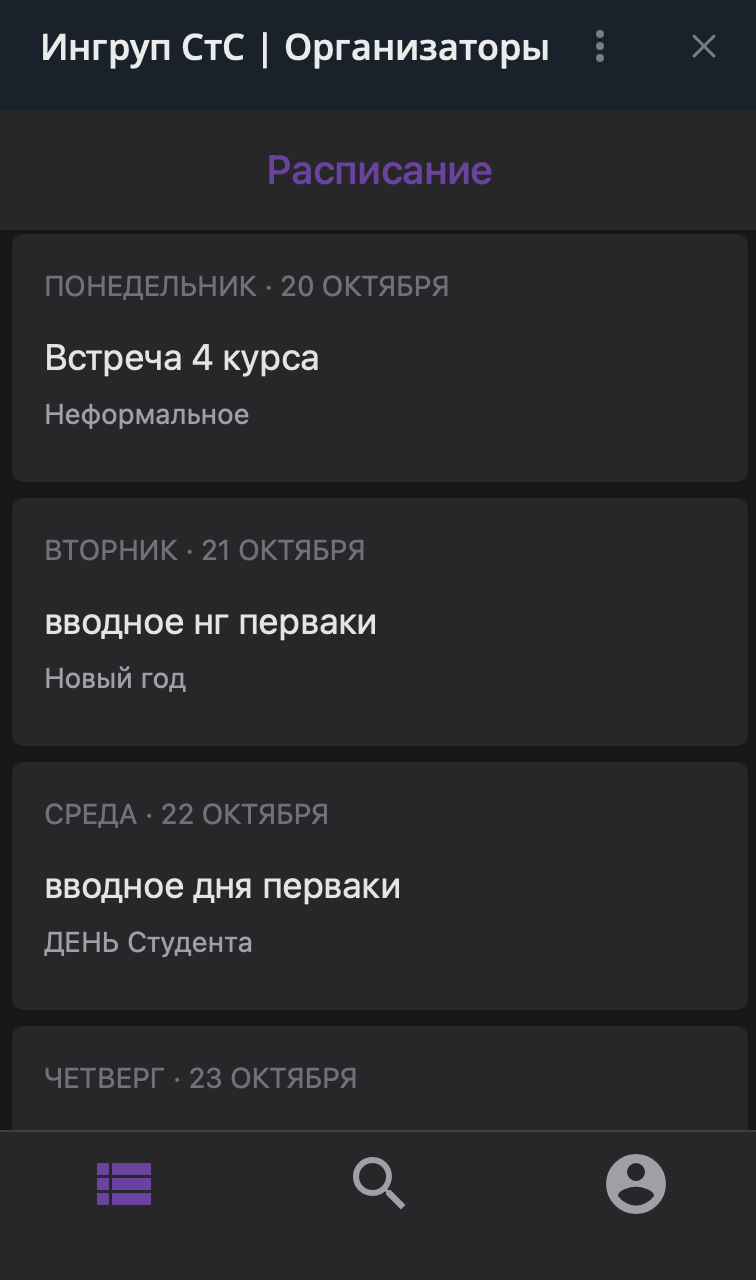 Ингруп СтС | Организаторы
Расписание
ПОНЕДЕЛЬНИК · 20 ОКТЯБРЯ
Встреча 4 курса
Неформальное
ВТОРНИК · 21 ОКТЯБРЯ
вводное нг перваки
Новый год
СРЕДА · 22 ОКТЯБРЯ
вводное дня перваки
ДЕНЬ Студента
ЧЕТВЕРГ · 23 ОКТЯБРЯ